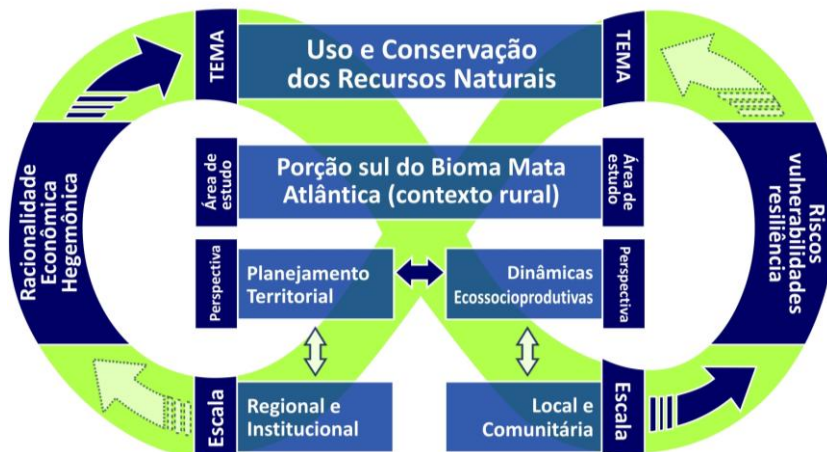 TEMA
Uso e Conservação
dos Recursos Naturais
TEMA
Racionalidade
Econômica
Hegemônica
Área de
estudo
Porção sul do Bioma Mata
Atlântica (contexto rural)
Área de
estudo
Riscos
vulnerabilidades
resiliência
Perspectiva
Planejamento
Territorial
Dinâmicas
Ecossocioprodutivas
Perspectiva
Escala
Regional e
Institucional
Local e
Comunitária
Escala